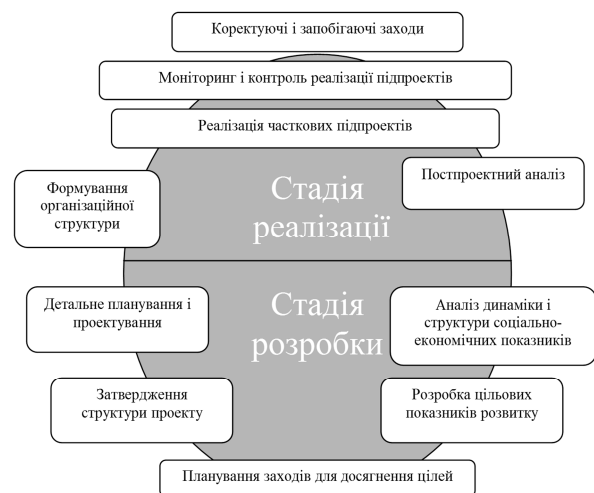 Коректуючі і запобігаючі заходи
Моніторинг і контроль реалізації підпроектів
Реалізація часткових підпроектів
Формування
організаційної
структури
Стадія
реалізації
Постпроектний аналіз
Детальне планування і
проектування
Стадія
розробки
Аналіз динаміки і
структури соціально-
економічних показників
Затвердження
структури проекту
Розробка цільових
показників розвитку
Планування заходів для досягнення цілей